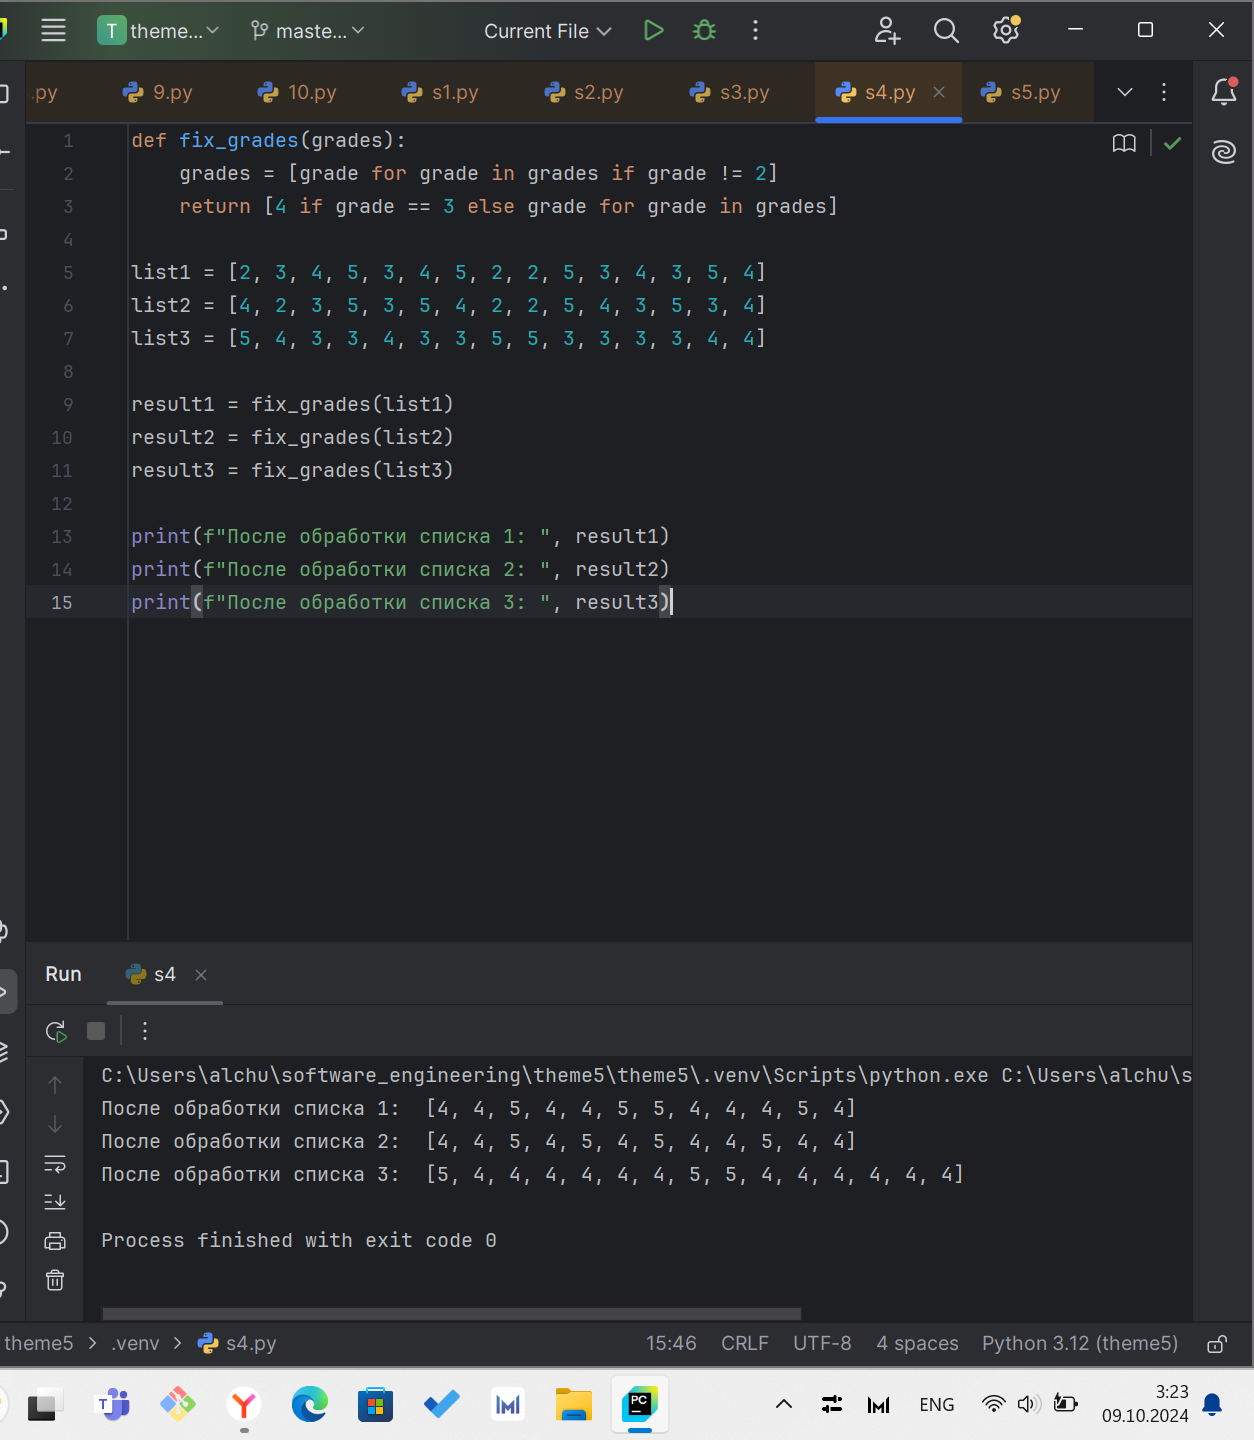 T theme... maste... Current File
.py 9.py 10.py s1.py s2.py s3.py s4.py s5.py
1 def fix_grades(grades):
2 grades = [grade for grade in grades if grade != 2]
3 return [4 if grade == 3 else grade for grade in grades]
4
5 list1 = [2, 3, 4, 5, 3, 4, 5, 2, 2, 5, 3, 4, 3, 5, 4]
6 list2 = [4, 2, 3, 5, 3, 5, 4, 2, 2, 5, 4, 3, 5, 3, 4]
7 list3 = [5, 4, 3, 3, 4, 3, 3, 5, 5, 3, 3, 3, 3, 4, 4]
8
9 result1 = fix_grades(list1)
10 result2 = fix_grades(list2)
11 result3 = fix_grades(list3)
12
13 print(f"После обработки списка 1: ", result1)
14 print(f"После обработки списка 2: ", result2)
15 print(f"После обработки списка 3: ", result3)
Run s4
C:\Users\alchu\software_engineering\theme5\theme5\.venv\Scripts\python.exe C:\Users\alchu\s
После обработки списка 1:  [4, 4, 5, 4, 4, 5, 5, 4, 4, 4, 5, 4]
После обработки списка 2:  [4, 4, 5, 4, 5, 4, 5, 4, 4, 5, 4, 4]
После обработки списка 3:  [5, 4, 4, 4, 4, 4, 4, 5, 5, 4, 4, 4, 4, 4, 4]
Process finished with exit code 0
theme5 > .venv > s4.py 15:46 CRLF UTF-8 4 spaces Python 3.12 (theme5)
T PC ENG 3:23
09.10.2024